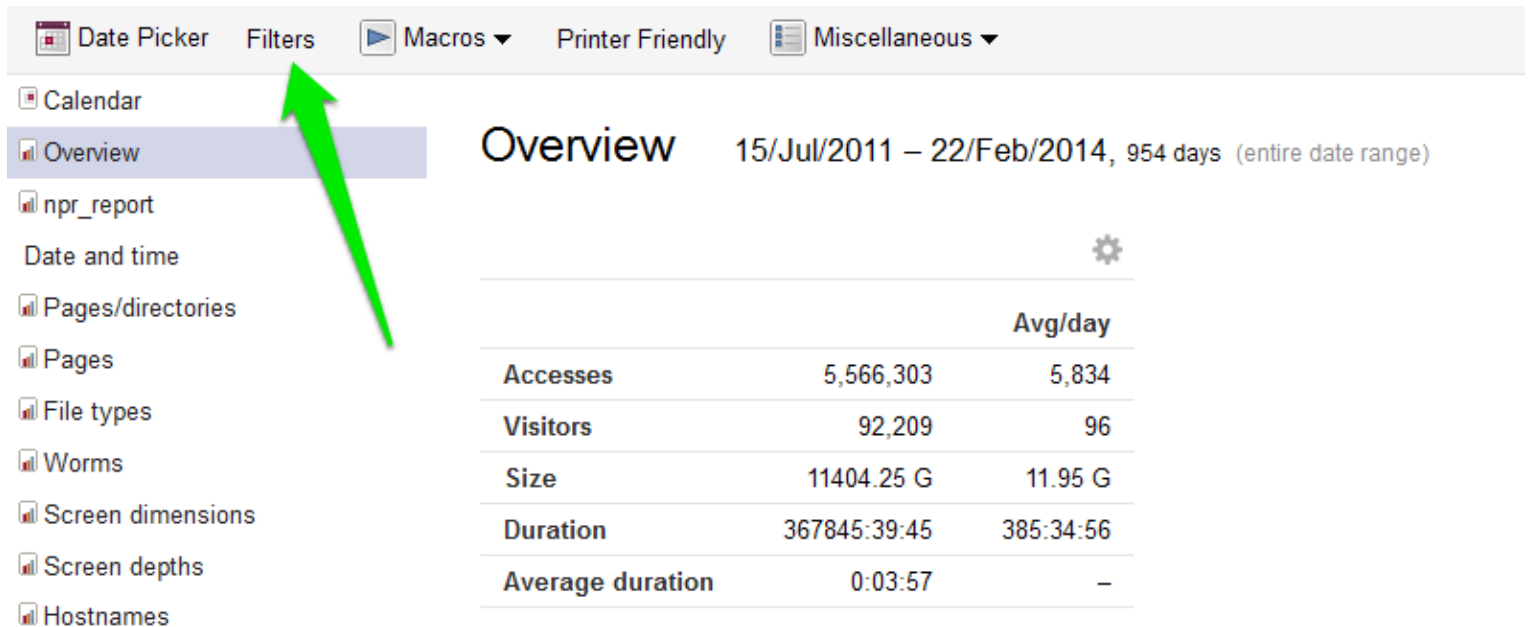 Date Picker Filters Macros Printer Friendly Miscellaneous
Calendar
Overview
npr_report
Date and time
Pages/directories
Pages
File types
Worms
Screen dimensions
Screen depths
Hostnames
Overview 15/Jul/2011 – 22/Feb/2014, 954 days (entire date range)
Avg/day
Accesses 5,566,303 5,834
Visitors 92,209 96
Size 11404.25 G 11.95 G
Duration 367845:39:45 385:34:56
Average duration 0:03:57 –